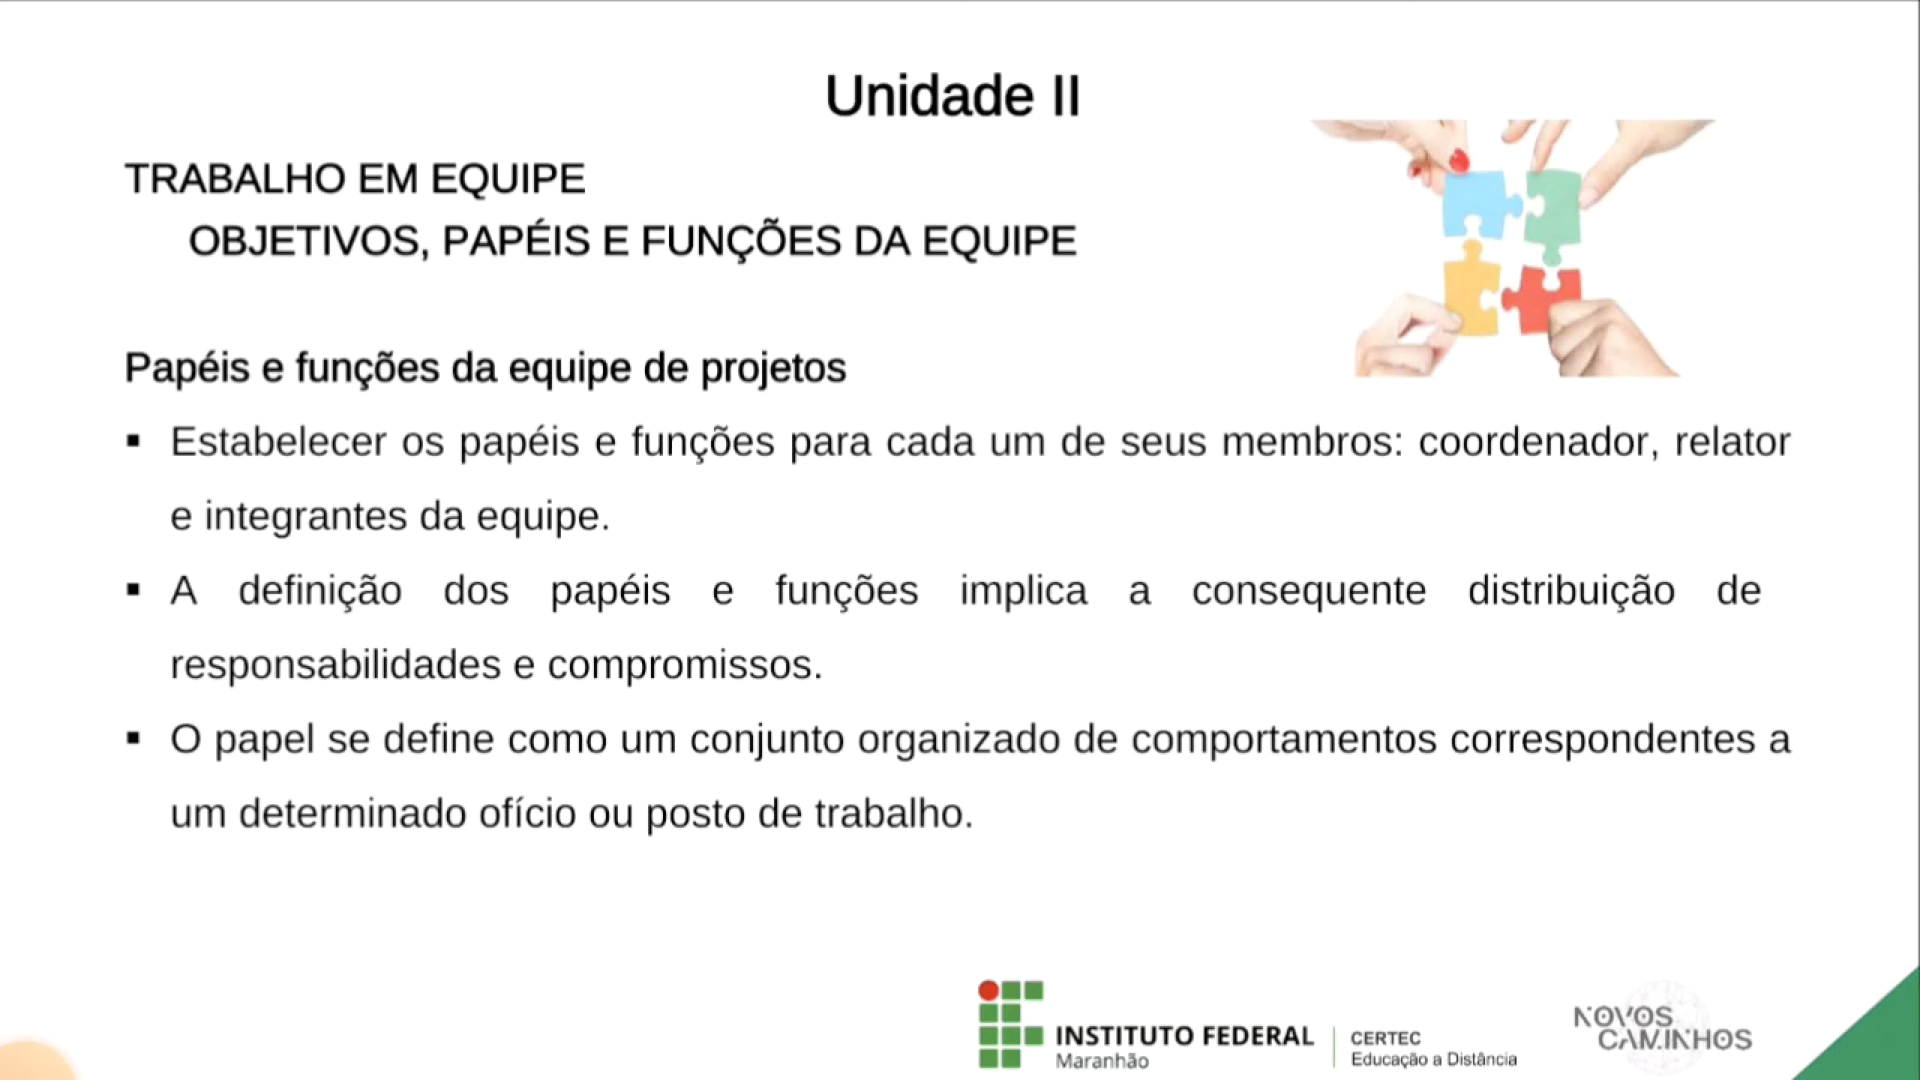 Unidade II
TRABALHO EM EQUIPE
OBJETIVOS, PAPÉIS E FUNÇÕES DA EQUIPE
Papéis e funções da equipe de projetos
▪ Estabelecer os papéis e funções para cada um de seus membros: coordenador, relator
e integrantes da equipe.
▪ A definição dos papéis e funções implica a consequente distribuição de
responsabilidades e compromissos.
▪ O papel se define como um conjunto organizado de comportamentos correspondentes a
um determinado ofício ou posto de trabalho.
INSTITUTO FEDERAL
Maranhão
CERTEC
Educação a Distância
NOVOS
CAMINHOS